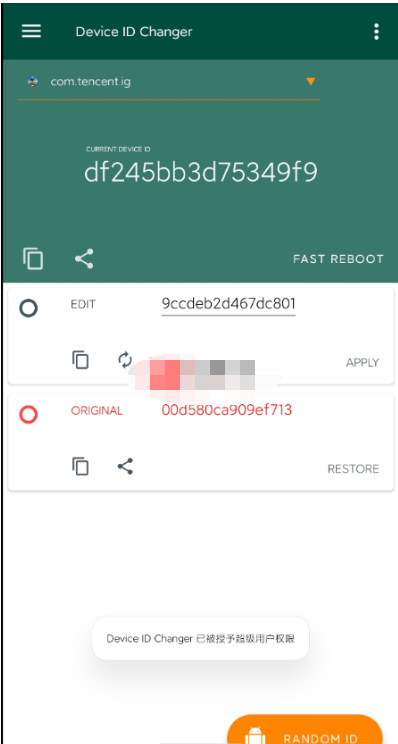 Device ID Changer
com.tencent.ig
CURRENT DEVICE ID
df245bb3d75349f9
FAST REBOOT
EDIT
9ccdeb2d467dc801
APPLY
ORIGINAL
00d580ca909ef713
RESTORE
Device ID Changer 已被授予超级用户权限
RANDOM ID